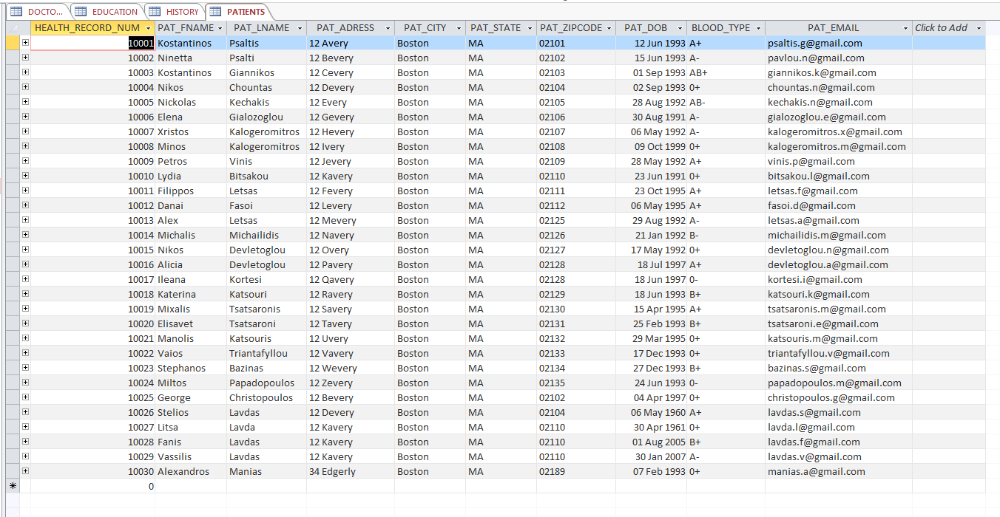 DOCTO... EDUCATION HISTORY PATIENTS
HEALTH_RECORD_NUM PAT_FNAME PAT_LNAME PAT_ADRESS PAT_CITY PAT_STATE PAT_ZIPCODE PAT_DOB BLOOD_TYPE PAT_EMAIL Click to Add
10001 Kostantinos Psaltis 12 Avery Boston MA 02101 12 Jun 1993 A+ psaltis.g@gmail.com
10002 Ninetta Psalti 12 Bevery Boston MA 02102 15 Jun 1993 A- pavlou.n@gmail.com
10003 Kostantinos Giannikos 12 Cevery Boston MA 02103 01 Sep 1993 AB+ giannikos.k@gmail.com
10004 Nikos Chountas 12 Devery Boston MA 02104 02 Sep 1993 0+ chountas.n@gmail.com
10005 Nickolas Kechakis 12 Every Boston MA 02105 28 Aug 1992 AB- kechakis.n@gmail.com
10006 Elena Gialozoglou 12 Gevery Boston MA 02106 30 Aug 1991 A- gialozoglou.e@gmail.com
10007 Xristos Kalogeromitros 12 Hevery Boston MA 02107 06 May 1992 A- kalogeromitros.x@gmail.com
10008 Minos Kalogeromitros 12 Ivery Boston MA 02108 09 Oct 1999 0+ kalogeromitros.m@gmail.com
10009 Petros Vinis 12 Jevery Boston MA 02109 28 May 1992 A+ vinis.p@gmail.com
10010 Lydia Bitsakou 12 Kavery Boston MA 02110 23 Jun 1991 0+ bitsakou.l@gmail.com
10011 Filippos Letsas 12 Fevery Boston MA 02111 23 Oct 1995 A+ letsas.f@gmail.com
10012 Danai Fasoi 12 Levery Boston MA 02112 06 May 1995 A+ fasoi.d@gmail.com
10013 Alex Letsas 12 Mevery Boston MA 02125 29 Aug 1992 A- letsas.a@gmail.com
10014 Michalis Michailidis 12 Navery Boston MA 02126 21 Jan 1992 B- michailidis.m@gmail.com
10015 Nikos Devletoglou 12 Overy Boston MA 02127 17 May 1992 0+ devletoglou.n@gmail.com
10016 Alicia Devletoglou 12 Pavery Boston MA 02128 18 Jul 1997 A+ devletoglou.a@gmail.com
10017 Ileana Kortesi 12 Qavery Boston MA 02128 18 Jun 1997 0- kortesi.i@gmail.com
10018 Katerina Katsouri 12 Ravery Boston MA 02129 18 Jun 1993 B+ katsouri.k@gmail.com
10019 Mixalis Tsatsaronis 12 Savery Boston MA 02130 15 Apr 1995 A+ tsatsaronis.m@gmail.com
10020 Elisavet Tsatsaroni 12 Tavery Boston MA 02131 25 Feb 1993 B+ tsatsaroni.e@gmail.com
10021 Manolis Katsouris 12 Uvery Boston MA 02132 29 Mar 1995 0+ katsouris.m@gmail.com
10022 Vaios Triantafyllou 12 Vavery Boston MA 02133 17 Dec 1993 0+ triantafyllou.v@gmail.com
10023 Stephanos Bazinas 12 Wevery Boston MA 02134 27 Dec 1993 B+ bazinas.s@gmail.com
10024 Miltos Papadopoulos 12 Zevery Boston MA 02135 24 Jun 1993 0- papadopoulos.m@gmail.com
10025 George Christopoulos 12 Bevery Boston MA 02102 04 Apr 1997 0+ christopoulos.g@gmail.com
10026 Stelios Lavdas 12 Devery Boston MA 02104 06 May 1960 A+ lavdas.s@gmail.com
10027 Litsa Lavda 12 Kavery Boston MA 02110 30 Apr 1961 0+ lavda.l@gmail.com
10028 Fanis Lavdas 12 Kavery Boston MA 02110 01 Aug 2005 B+ lavdas.f@gmail.com
10029 Vassilis Lavdas 12 Kavery Boston MA 02110 30 Jan 2007 A- lavdas.v@gmail.com
10030 Alexandros Manias 34 Edgerly Boston MA 02189 07 Feb 1993 0+ manias.a@gmail.com
0